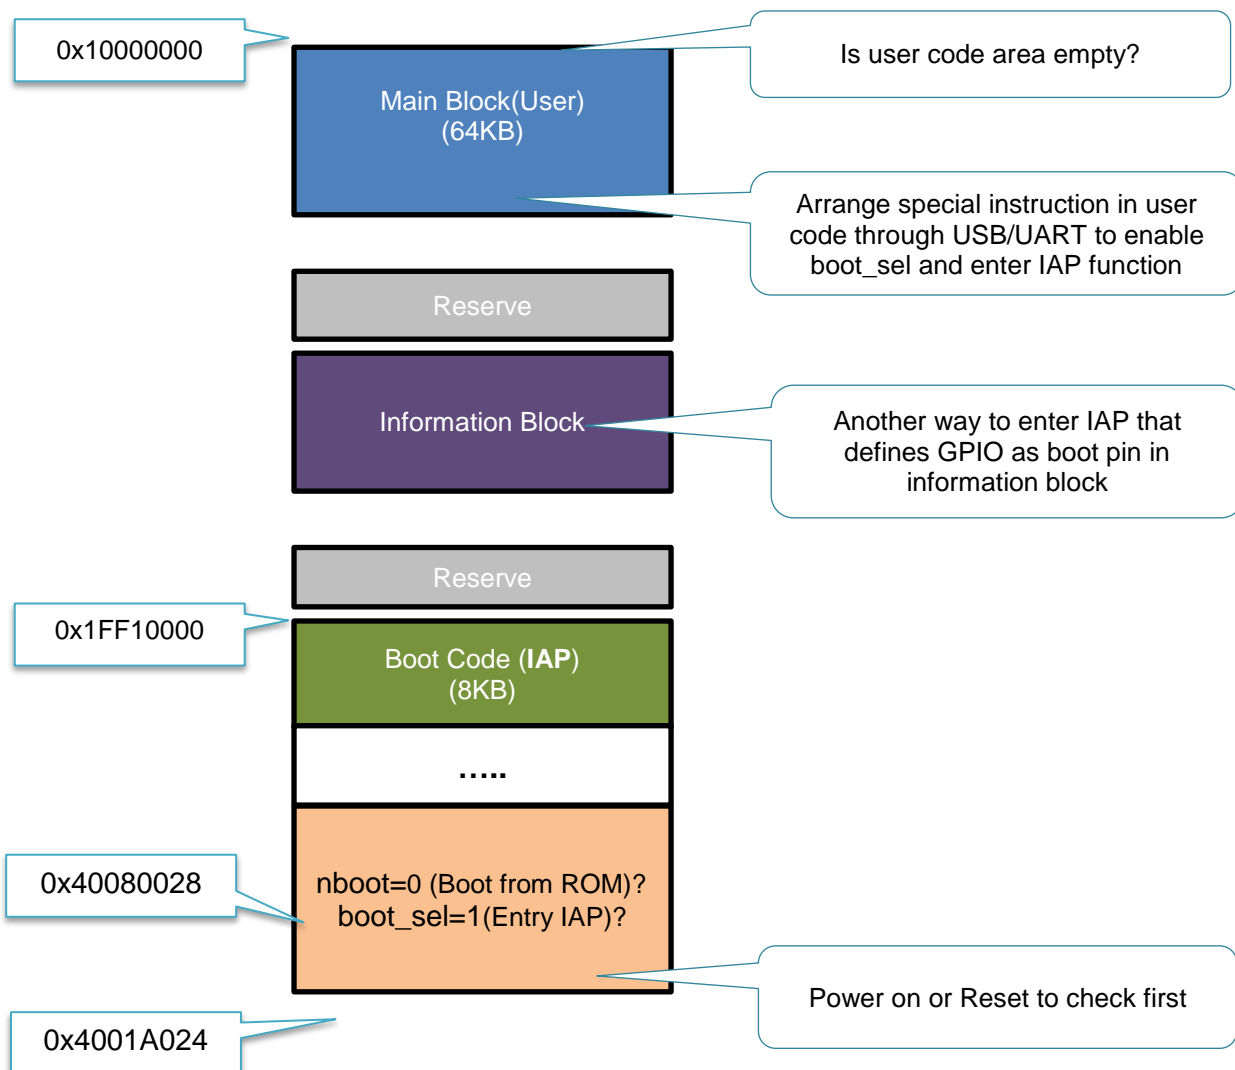 0x10000000
Is user code area empty?
Main Block(User)
(64KB)
Arrange special instruction in user
code through USB/UART to enable
boot_sel and enter IAP function
Reserve
Information Block
Another way to enter IAP that
defines GPIO as boot pin in
information block
Reserve
0x1FF10000
Boot Code (IAP)
(8KB)
.....
0x40080028
nboot=0 (Boot from ROM)?
boot_sel=1(Entry IAP)?
Power on or Reset to check first
0x4001A024